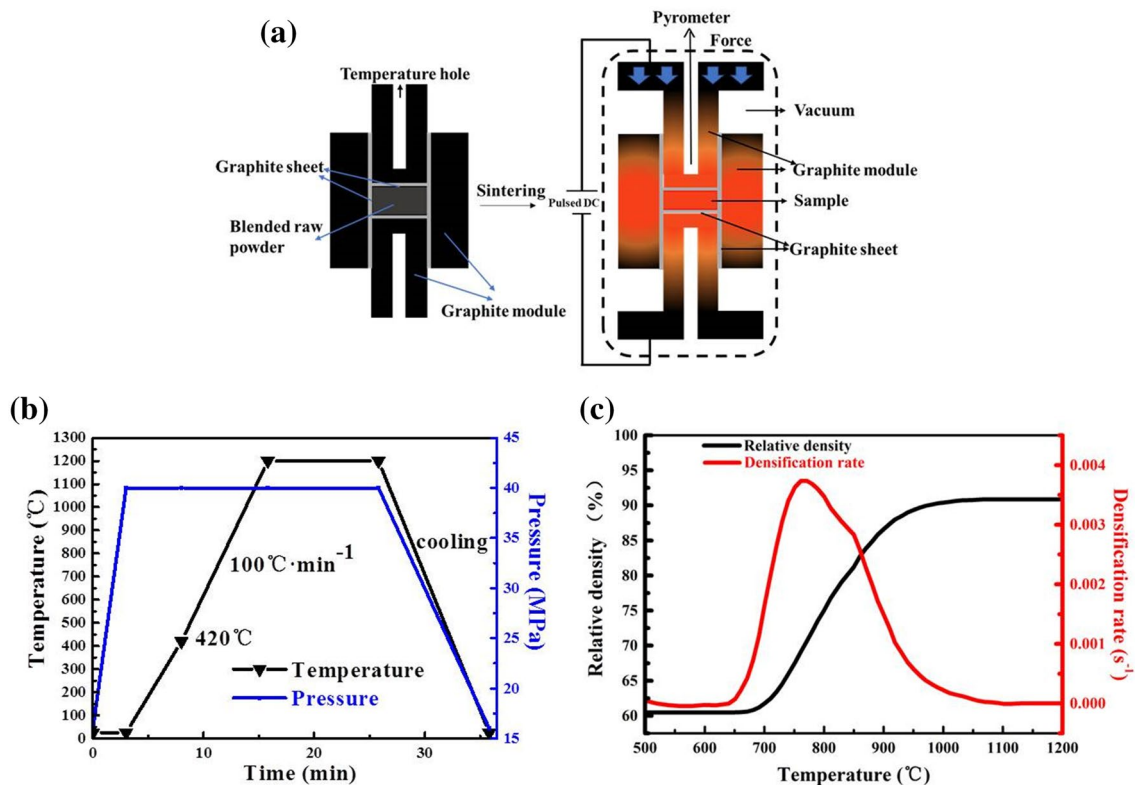 (a)
Temperature hole
Graphite sheet
Blended raw
powder
Graphite module
Sintering
Pyrometer
Force
Vacuum
Graphite module
Sample
Graphite sheet
Pulsed DC
(b)
Temperature (℃)
1300
1200
1100
1000
900
800
700
600
500
400
300
200
100
0
100℃·min⁻¹
420℃
cooling
Temperature
Pressure
0 10 20 30
Time (min)
45
40
35
30
25
20
15
Pressure (MPa)
(c)
Relative density (%)
100
95
90
85
80
75
70
65
60
Relative density
Densification rate
500 600 700 800 900 1000 1100 1200
Temperature (℃)
0.004
0.003
0.002
0.001
0.000
Densification rate (s⁻¹)